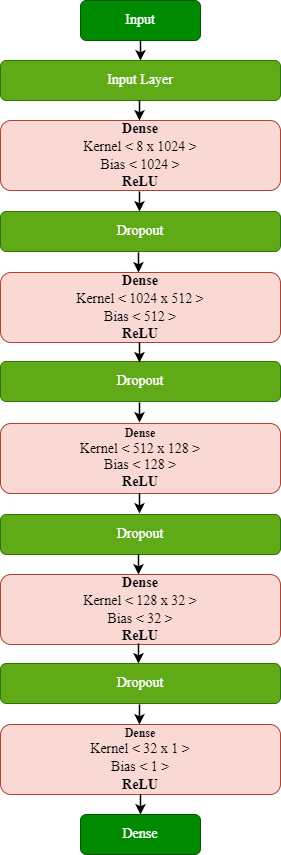 Input
Input Layer
Dense
Kernel < 8 x 1024 >
Bias < 1024 >
ReLU
Dropout
Dense
Kernel < 1024 x 512 >
Bias < 512 >
ReLU
Dropout
Dense
Kernel < 512 x 128 >
Bias < 128 >
ReLU
Dropout
Dense
Kernel < 128 x 32 >
Bias < 32 >
ReLU
Dropout
Dense
Kernel < 32 x 1 >
Bias < 1 >
ReLU
Dense